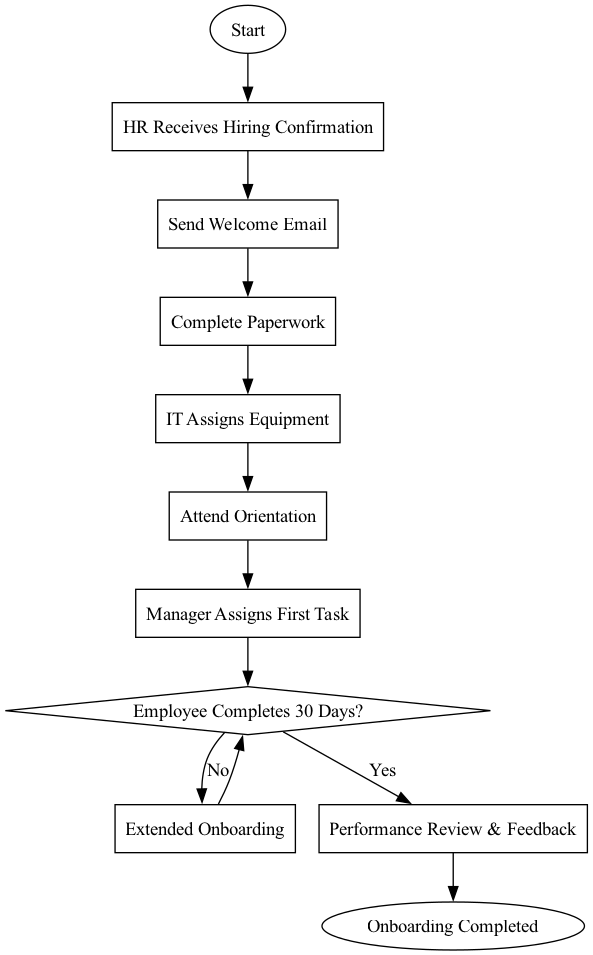 Start
HR Receives Hiring Confirmation
Send Welcome Email
Complete Paperwork
IT Assigns Equipment
Attend Orientation
Manager Assigns First Task
Employee Completes 30 Days?
No
Yes
Extended Onboarding
Performance Review & Feedback
Onboarding Completed